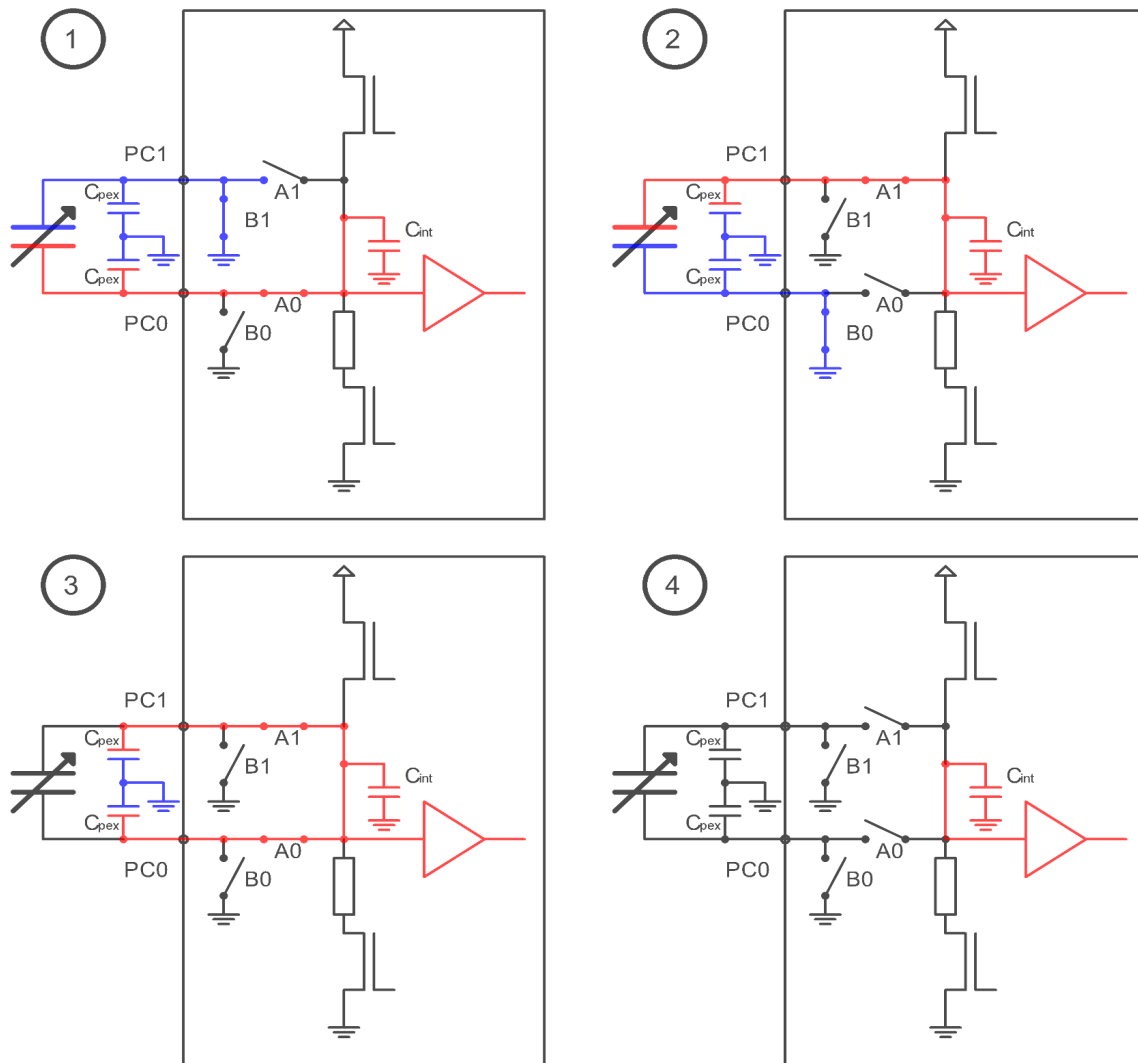 1
PC1
Cpex
A1
B1
Cint
Cpex
A0
PC0
B0
2
PC1
Cpex
A1
B1
Cint
Cpex
A0
PC0
B0
3
PC1
Cpex
A1
B1
Cint
Cpex
A0
PC0
B0
4
PC1
Cpex
A1
B1
Cint
Cpex
A0
PC0
B0